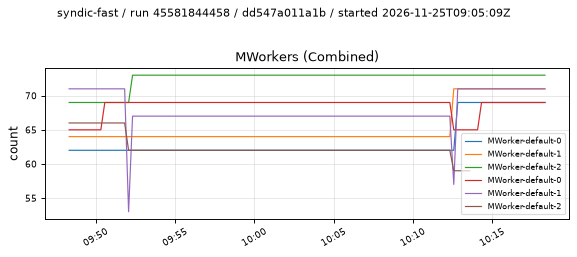 syndic-fast / run 45581844458 / dd547a011a1b / started 2026-11-25T09:05:09Z
MWorkers (Combined)
count
70
65
60
55
09:50
09:55
10:00
10:05
10:10
10:15
MWorker-default-0
MWorker-default-1
MWorker-default-2
MWorker-default-0
MWorker-default-1
MWorker-default-2